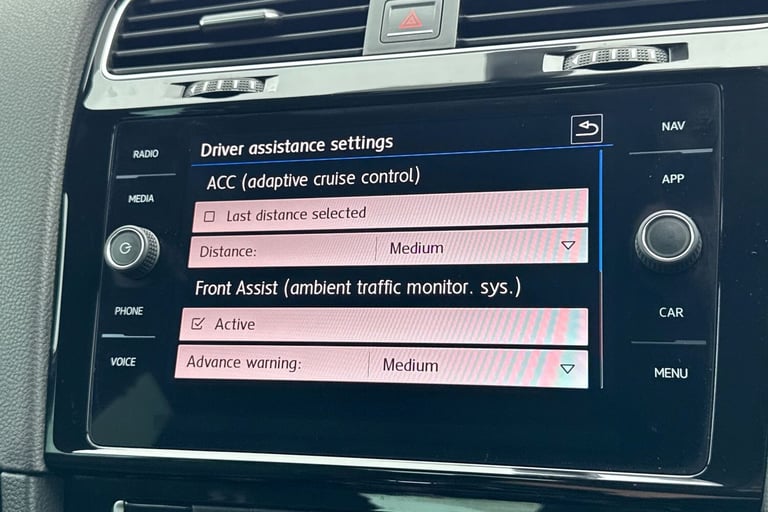 RADIO
MEDIA
PHONE
VOICE
Driver assistance settings
ACC (adaptive cruise control)
Last distance selected
Distance: Medium
Front Assist (ambient traffic monitor. sys.)
Active
Advance warning: Medium
NAV
APP
CAR
MENU